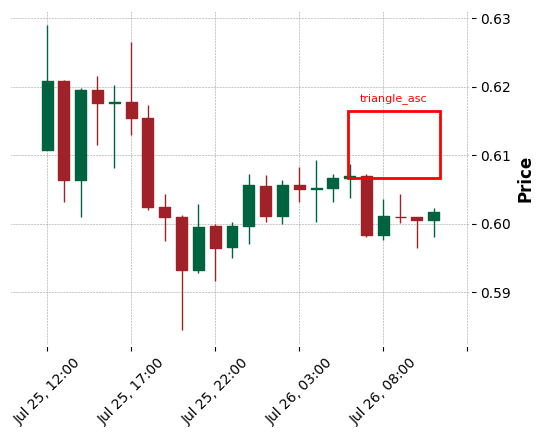 0.63
0.62
triangle_asc
0.61
0.60
0.59
Price
Jul 25, 12:00
Jul 25, 17:00
Jul 25, 22:00
Jul 26, 03:00
Jul 26, 08:00